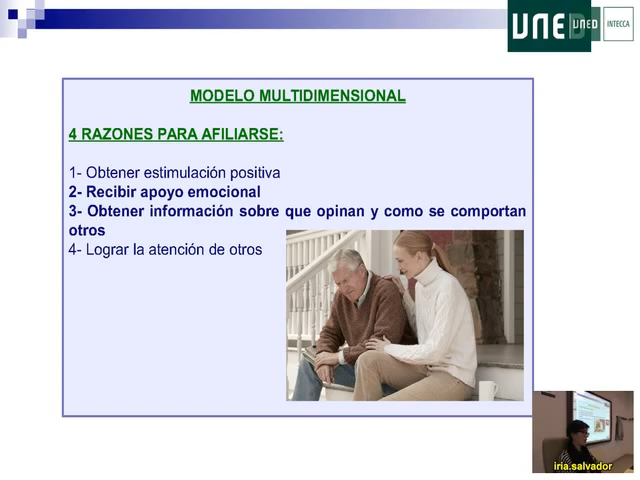 UNED
UNED
INTECCA
MODELO MULTIDIMENSIONAL
4 RAZONES PARA AFILIARSE:
1- Obtener estimulación positiva
2- Recibir apoyo emocional
3- Obtener información sobre que opinan y como se comportan
otros
4- Lograr la atención de otros
iria.salvador